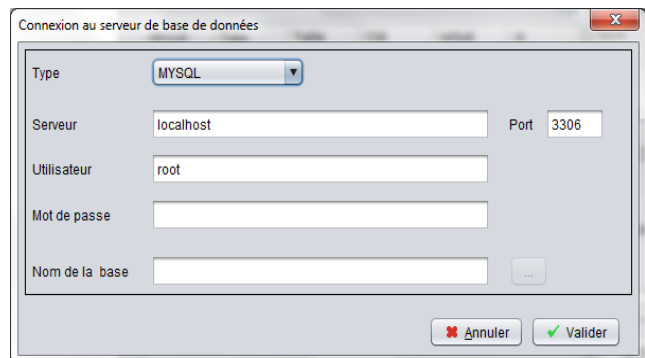 Connexion au serveur de base de données
Type MYSQL
Serveur localhost Port 3306
Utilisateur root
Mot de passe
Nom de la base ...
Annuler Valider